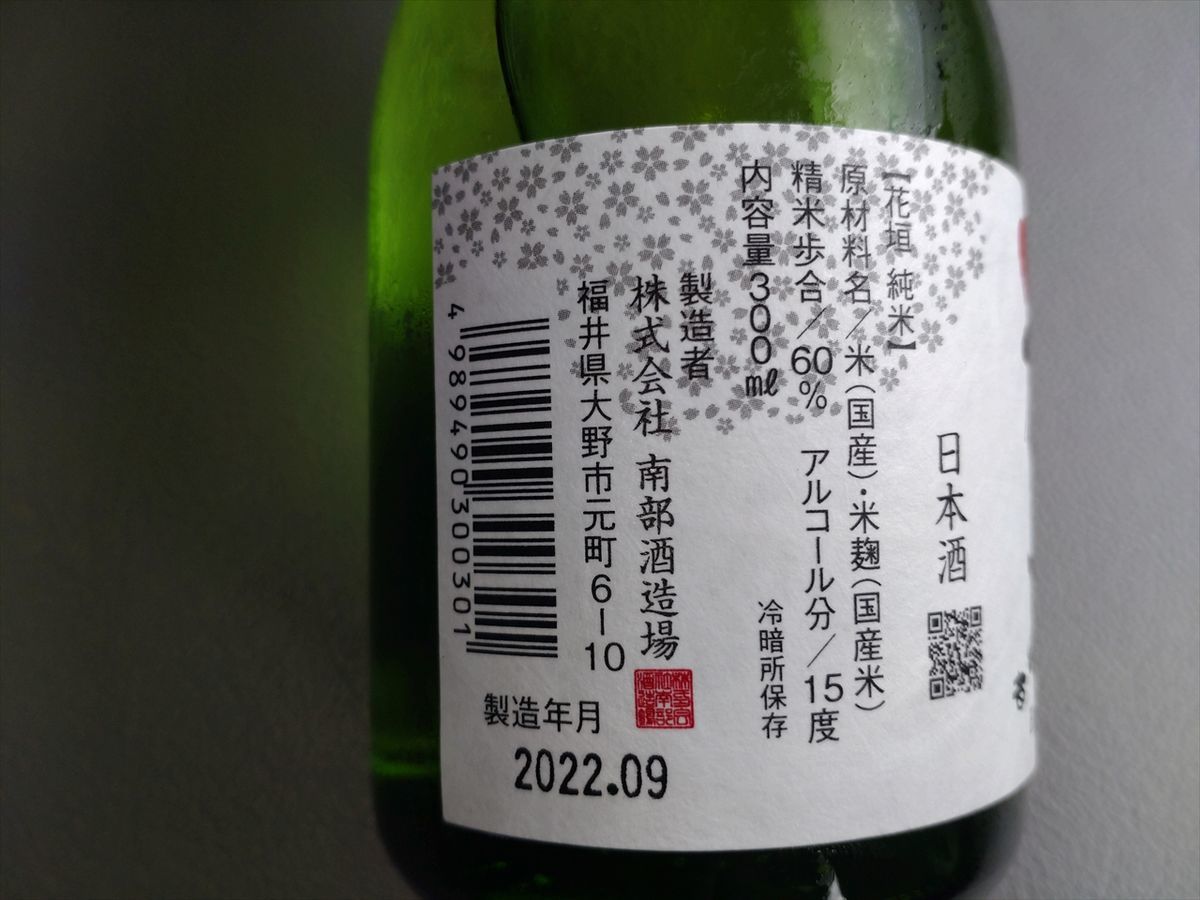 日本酒
【花垣 純米】
原材料名／米（国産）・米麹（国産米）
精米歩合／60% アルコール分／15度
内容量300㎖
冷暗所保存
製造者
株式会社 南部酒造場
福井県大野市元町6−10
4989490300301
製造年月
2022.09